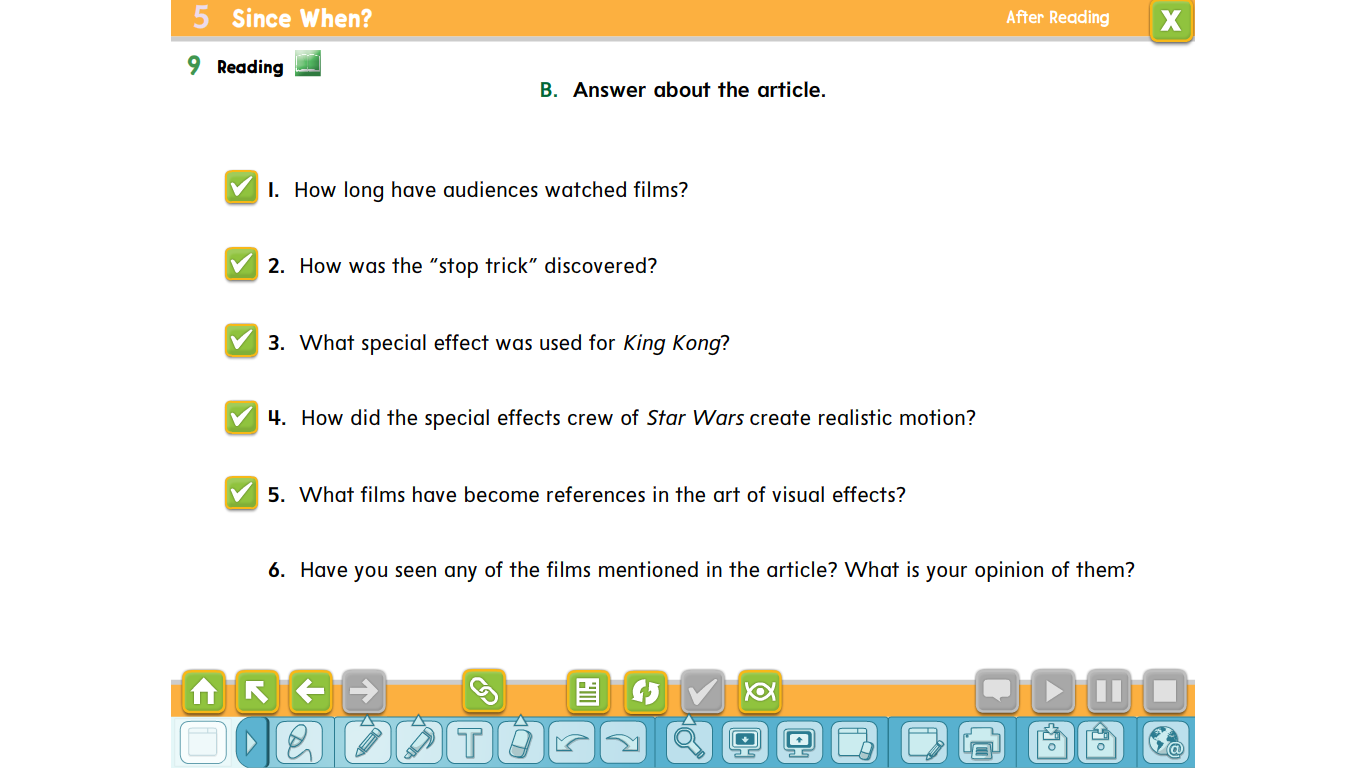 5 Since When?
After Reading
X
9 Reading
B. Answer about the article.
1. How long have audiences watched films?
2. How was the “stop trick” discovered?
3. What special effect was used for King Kong?
4. How did the special effects crew of Star Wars create realistic motion?
5. What films have become references in the art of visual effects?
6. Have you seen any of the films mentioned in the article? What is your opinion of them?
T
@